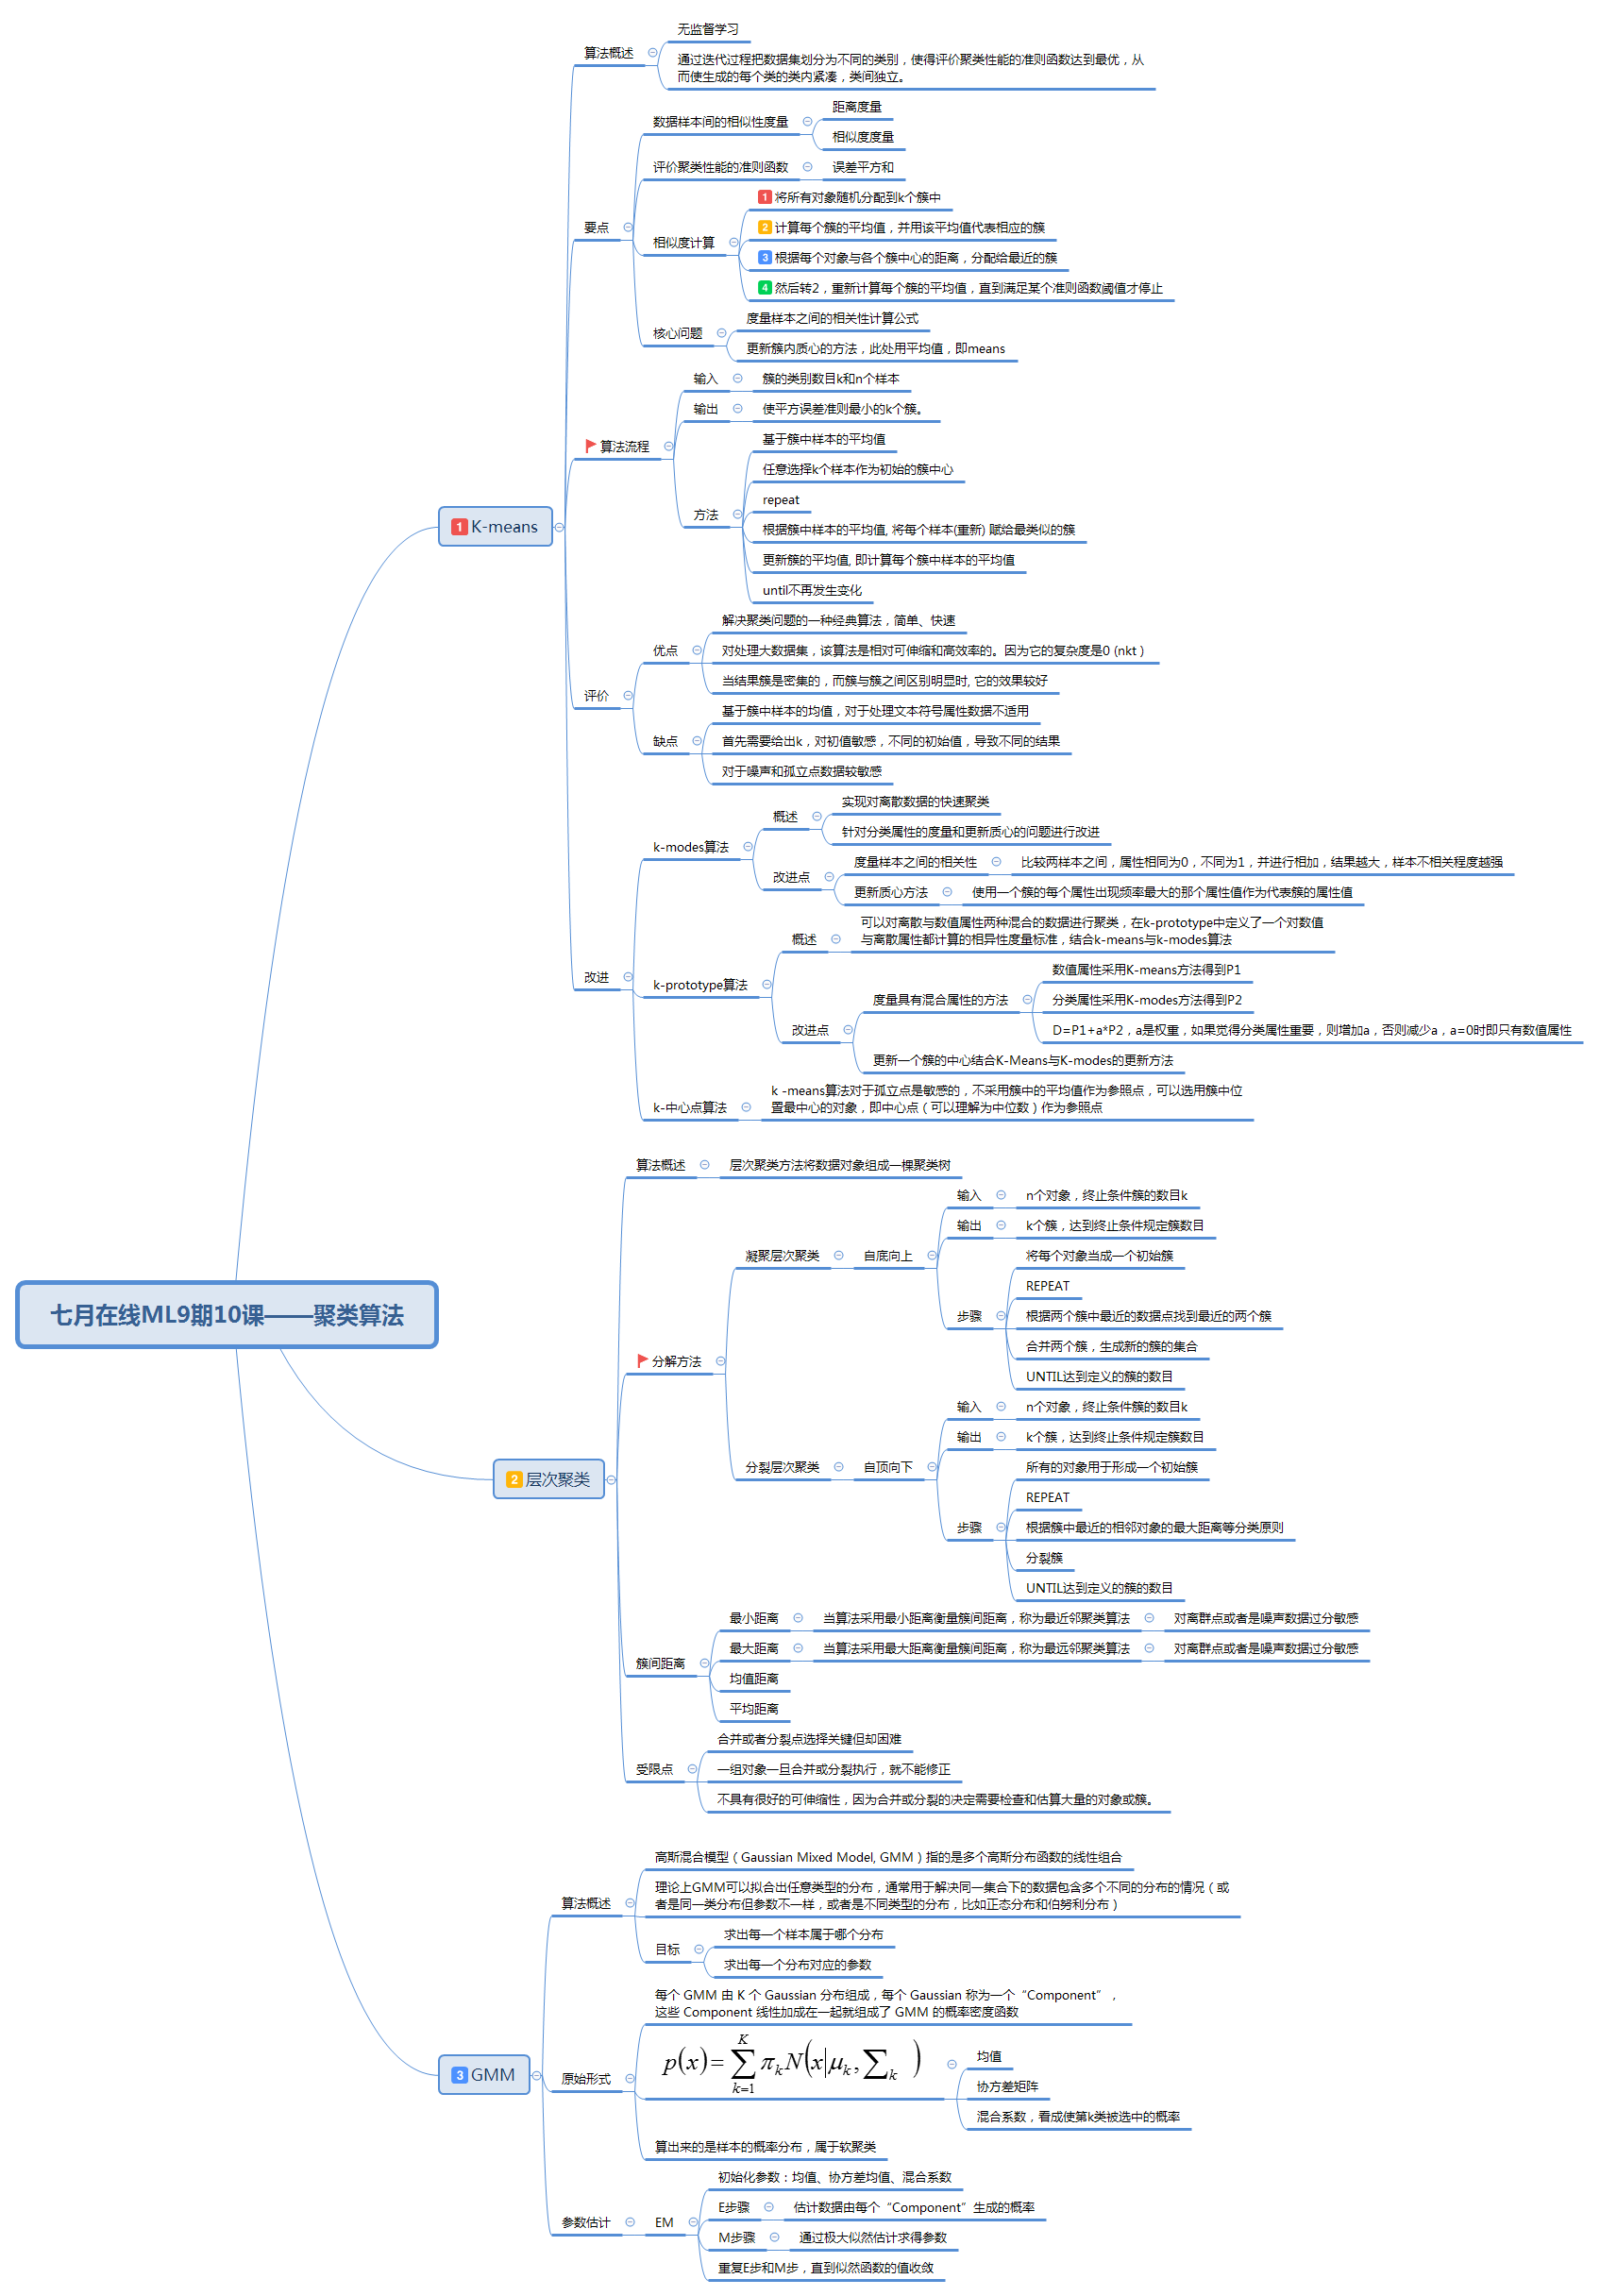 七月在线ML9期10课——聚类算法
1 K-means
算法概述
无监督学习
通过迭代过程把数据集划分为不同的类别，使得评价聚类性能的准则函数达到最优，从
而使生成的每个类的类内紧凑，类间独立。
要点
数据样本间的相似性度量
距离度量
相似度度量
评价聚类性能的准则函数
误差平方和
相似度计算
1 将所有对象随机分配到k个簇中
2 计算每个簇的平均值，并用该平均值代表相应的簇
3 根据每个对象与各个簇中心的距离，分配给最近的簇
4 然后转2，重新计算每个簇的平均值，直到满足某个准则函数阈值才停止
核心问题
度量样本之间的相关性计算公式
更新簇内质心的方法，此处用平均值，即means
算法流程
输入
簇的类别数目k和n个样本
输出
使平方误差准则最小的k个簇。
方法
基于簇中样本的平均值
任意选择k个样本作为初始的簇中心
repeat
根据簇中样本的平均值, 将每个样本(重新) 赋给最类似的簇
更新簇的平均值, 即计算每个簇中样本的平均值
until不再发生变化
评价
优点
解决聚类问题的一种经典算法，简单、快速
对处理大数据集，该算法是相对可伸缩和高效率的。因为它的复杂度是0 (nkt )
当结果簇是密集的，而簇与簇之间区别明显时, 它的效果较好
缺点
基于簇中样本的均值，对于处理文本符号属性数据不适用
首先需要给出k，对初值敏感，不同的初始值，导致不同的结果
对于噪声和孤立点数据较敏感
改进
k-modes算法
概述
实现对离散数据的快速聚类
针对分类属性的度量和更新质心的问题进行改进
改进点
度量样本之间的相关性
比较两样本之间，属性相同为0，不同为1，并进行相加，结果越大，样本不相关程度越强
更新质心方法
使用一个簇的每个属性出现频率最大的那个属性值作为代表簇的属性值
k-prototype算法
概述
可以对离散与数值属性两种混合的数据进行聚类，在k-prototype中定义了一个对数值
与离散属性都计算的相异性度量标准，结合k-means与k-modes算法
改进点
度量具有混合属性的方法
数值属性采用K-means方法得到P1
分类属性采用K-modes方法得到P2
D=P1+a*P2，a是权重，如果觉得分类属性重要，则增加a，否则减少a，a=0时即只有数值属性
更新一个簇的中心结合K-Means与K-modes的更新方法
k-中心点算法
k -means算法对于孤立点是敏感的，不采用簇中的平均值作为参照点，可以选用簇中位
置最中心的对象，即中心点（可以理解为中位数）作为参照点
2 层次聚类
算法概述
层次聚类方法将数据对象组成一棵聚类树
分解方法
凝聚层次聚类
自底向上
输入
n个对象，终止条件簇的数目k
输出
k个簇，达到终止条件规定簇数目
步骤
将每个对象当成一个初始簇
REPEAT
根据两个簇中最近的数据点找到最近的两个簇
合并两个簇，生成新的簇的集合
UNTIL达到定义的簇的数目
分裂层次聚类
自顶向下
输入
n个对象，终止条件簇的数目k
输出
k个簇，达到终止条件规定簇数目
步骤
所有的对象用于形成一个初始簇
REPEAT
根据簇中最近的相邻对象的最大距离等分类原则
分裂簇
UNTIL达到定义的簇的数目
簇间距离
最小距离
当算法采用最小距离衡量簇间距离，称为最近邻聚类算法
对离群点或者是噪声数据过分敏感
最大距离
当算法采用最大距离衡量簇间距离，称为最远邻聚类算法
对离群点或者是噪声数据过分敏感
均值距离
平均距离
受限点
合并或者分裂点选择关键但却困难
一组对象一旦合并或分裂执行，就不能修正
不具有很好的可伸缩性，因为合并或分裂的决定需要检查和估算大量的对象或簇。
3 GMM
算法概述
高斯混合模型（Gaussian Mixed Model, GMM）指的是多个高斯分布函数的线性组合
理论上GMM可以拟合出任意类型的分布，通常用于解决同一集合下的数据包含多个不同的分布的情况（或
者是同一类分布但参数不一样，或者是不同类型的分布，比如正态分布和伯努利分布）
目标
求出每一个样本属于哪个分布
求出每一个分布对应的参数
原始形式
每个 GMM 由 K 个 Gaussian 分布组成，每个 Gaussian 称为一个“Component”，
这些 Component 线性加成在一起就组成了 GMM 的概率密度函数
p(x)=∑_{k=1}^{K} π_k N(x|μ_k,∑_k )
均值
协方差矩阵
混合系数，看成使第k类被选中的概率
算出来的是样本的概率分布，属于软聚类
参数估计
EM
初始化参数：均值、协方差均值、混合系数
E步骤
估计数据由每个“Component”生成的概率
M步骤
通过极大似然估计求得参数
重复E步和M步，直到似然函数的值收敛